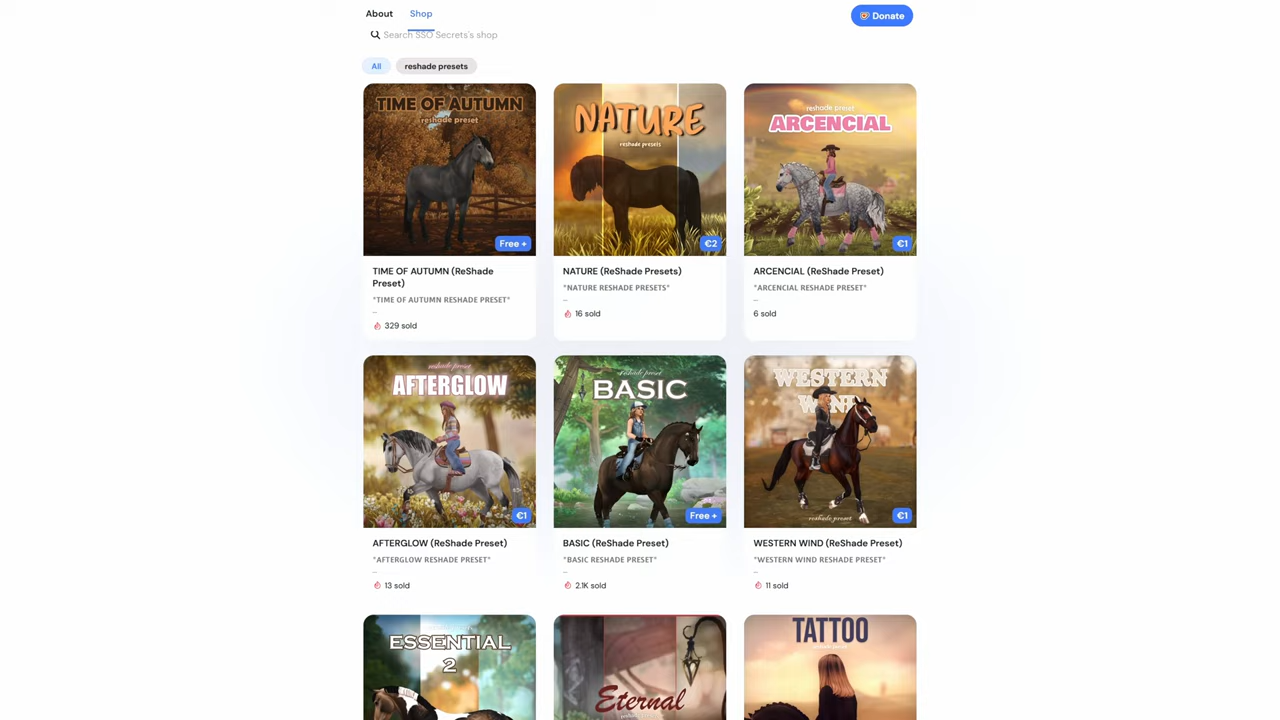 About
Shop
Donate
Search SSO Secrets's shop
All
reshade presets
TIME OF AUTUMN
reshade preset
Free +
TIME OF AUTUMN (ReShade
Preset)
*TIME OF AUTUMN RESHADE PRESET*
_
329 sold
NATURE
reshade presets
€2
NATURE (ReShade Presets)
*NATURE RESHADE PRESETS*
_
16 sold
reshade preset
ARCENCIAL
€1
ARCENCIAL (ReShade Preset)
*ARCENCIAL RESHADE PRESET*
_
6 sold
reshade preset
AFTERGLOW
€1
AFTERGLOW (ReShade Preset)
*AFTERGLOW RESHADE PRESET*
_
13 sold
reshade preset
BASIC
Free +
BASIC (ReShade Preset)
*BASIC RESHADE PRESET*
_
2.1K sold
WESTERN
WIND
reshade preset
€1
WESTERN WIND (ReShade Preset)
*WESTERN WIND RESHADE PRESET*
_
11 sold
ESSENTIAL
2
Eternal
reshade preset
TATTOO